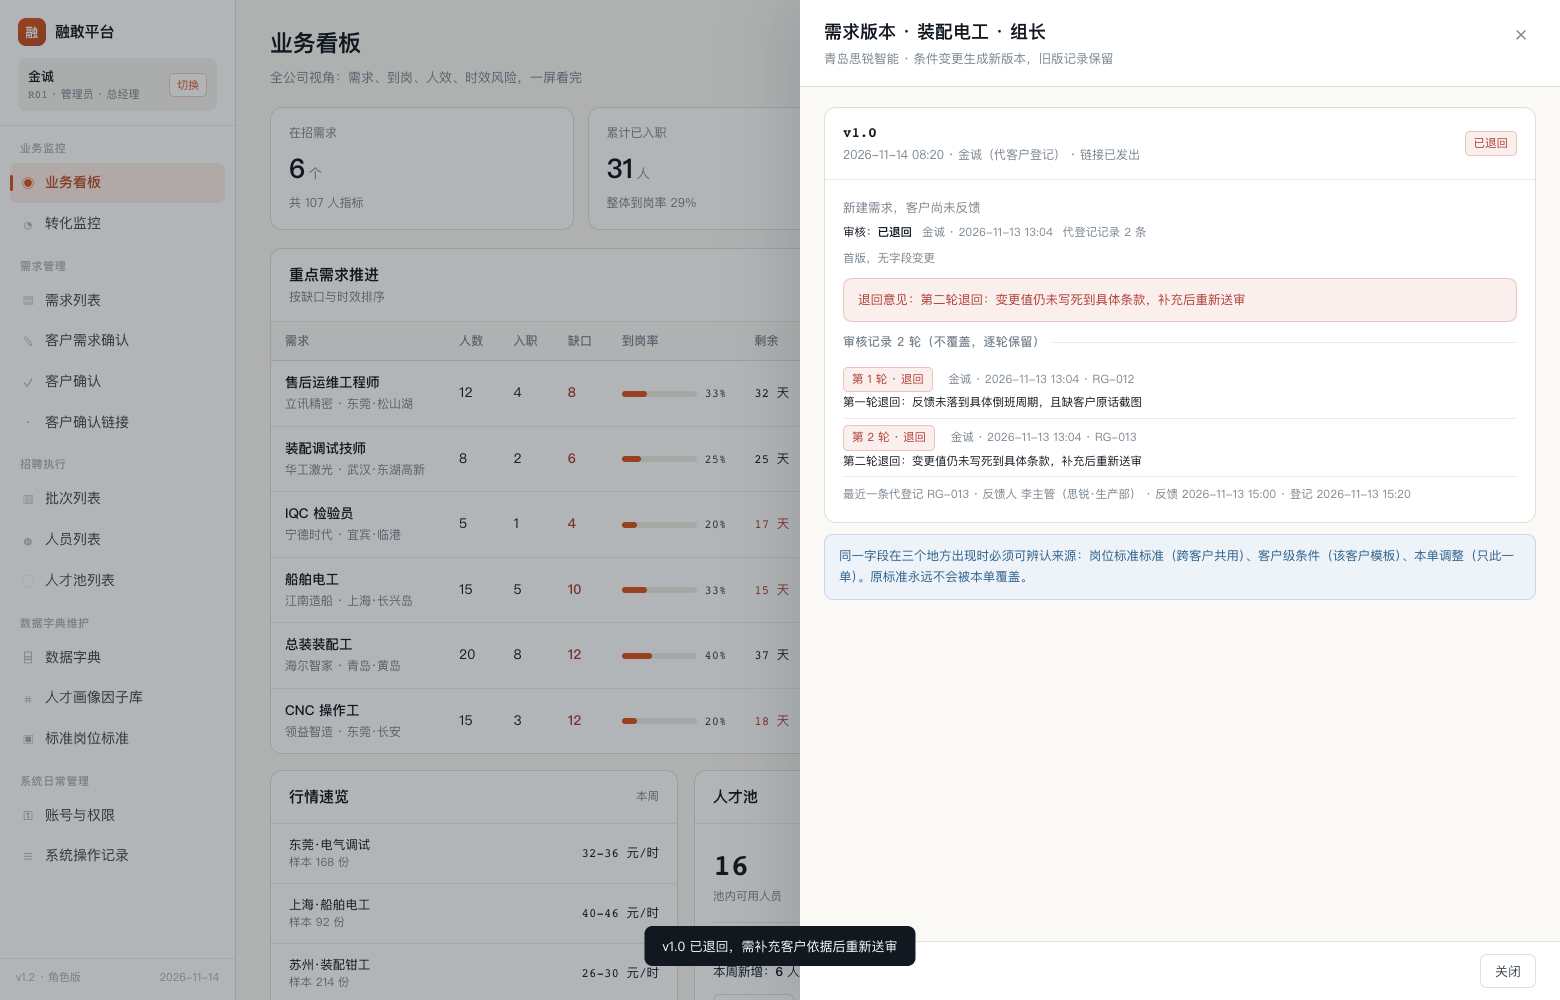 融
融敢平台
金诚
R01 · 管理员 · 总经理
切换
业务监控
业务看板
转化监控
需求管理
需求列表
客户需求确认
客户确认
客户确认链接
招聘执行
批次列表
人员列表
人才池列表
数据字典维护
数据字典
人才画像因子库
标准岗位标准
系统日常管理
账号与权限
系统操作记录
v1.2 · 角色版
2026-11-14
业务看板
全公司视角：需求、到岗、人效、时效风险，一屏看完
在招需求
6 个
共 107 人指标
累计已入职
31 人
整体到岗率 29%
重点需求推进
按缺口与时效排序
需求 人数 入职 缺口 到岗率 剩余
售后运维工程师
立讯精密 · 东莞·松山湖
12 4 8 33% 32 天
装配调试技师
华工激光 · 武汉·东湖高新
8 2 6 25% 25 天
IQC 检验员
宁德时代 · 宜宾·临港
5 1 4 20% 17 天
船舶电工
江南造船 · 上海·长兴岛
15 5 10 33% 15 天
总装装配工
海尔智家 · 青岛·黄岛
20 8 12 40% 37 天
CNC 操作工
领益智造 · 东莞·长安
15 3 12 20% 18 天
行情速览
本周
东莞·电气调试
样本 168 份
32-36 元/时
上海·船舶电工
样本 92 份
40-46 元/时
苏州·装配钳工
样本 214 份
26-30 元/时
人才池
16
池内可用人员
本周新增：6 人
需求版本 · 装配电工 · 组长
青岛思锐智能 · 条件变更生成新版本，旧版记录保留
×
v1.0
2026-11-14 08:20 · 金诚（代客户登记） · 链接已发出
已退回
新建需求，客户尚未反馈
审核：已退回 金诚 · 2026-11-13 13:04 代登记记录 2 条
首版，无字段变更
退回意见：第二轮退回：变更值仍未写死到具体条款，补充后重新送审
审核记录 2 轮（不覆盖，逐轮保留）
第 1 轮 · 退回 金诚 · 2026-11-13 13:04 · RG-012
第一轮退回：反馈未落到具体倒班周期，且缺客户原话截图
第 2 轮 · 退回 金诚 · 2026-11-13 13:04 · RG-013
第二轮退回：变更值仍未写死到具体条款，补充后重新送审
最近一条代登记 RG-013 · 反馈人 李主管（思锐·生产部） · 反馈 2026-11-13 15:00 · 登记 2026-11-13 15:20
同一字段在三个地方出现时必须可辨认来源：岗位标准标准（跨客户共用）、客户级条件（该客户模板）、本单调整（只此一
单）。原标准永远不会被本单覆盖。
v1.0 已退回，需补充客户依据后重新送审
关闭